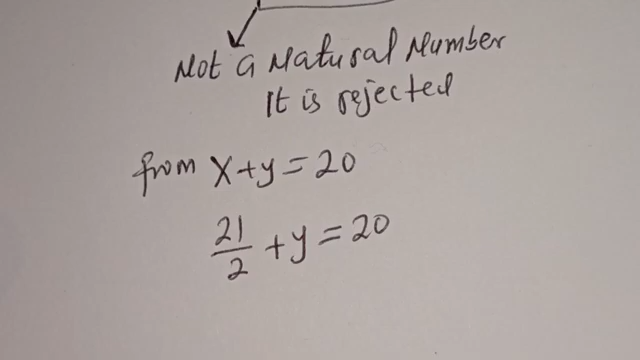 Not a Natural Number
It is rejected
from x+y=20
21/2 +y=20